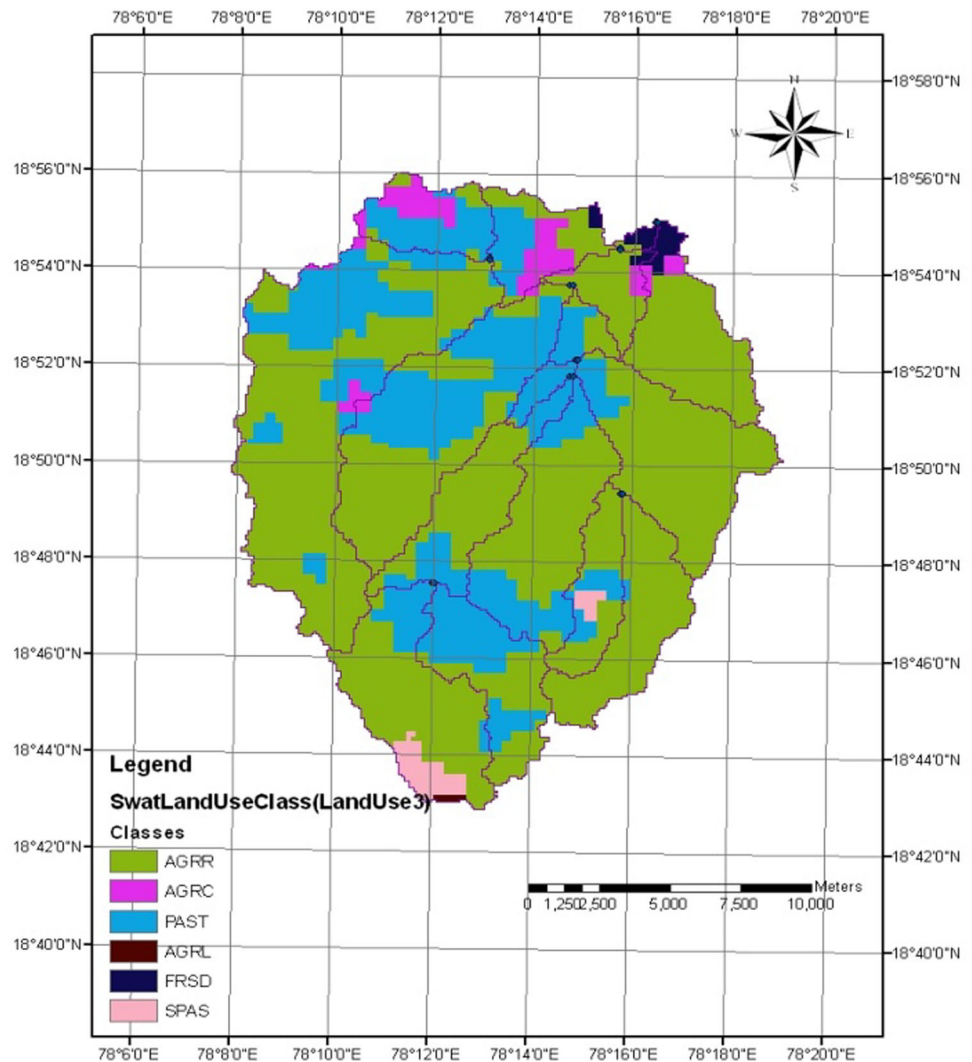 78°6'0"E 78°8'0"E 78°10'0"E 78°12'0"E 78°14'0"E 78°16'0"E 78°18'0"E 78°20'0"E
18°58'0"N
N
W E
S
18°56'0"N 18°56'0"N
18°54'0"N 18°54'0"N
18°52'0"N 18°52'0"N
18°50'0"N 18°50'0"N
18°48'0"N 18°48'0"N
18°46'0"N 18°46'0"N
18°44'0"N 18°44'0"N
Legend
SwatLandUseClass(LandUse3)
Classes
18°42'0"N 18°42'0"N
AGRR
AGRC
PAST
AGRL
FRSD
SPAS
Meters
0 1,250 2,500 5,000 7,500 10,000
18°40'0"N 18°40'0"N
78°6'0"E 78°8'0"E 78°10'0"E 78°12'0"E 78°14'0"E 78°16'0"E 78°18'0"E